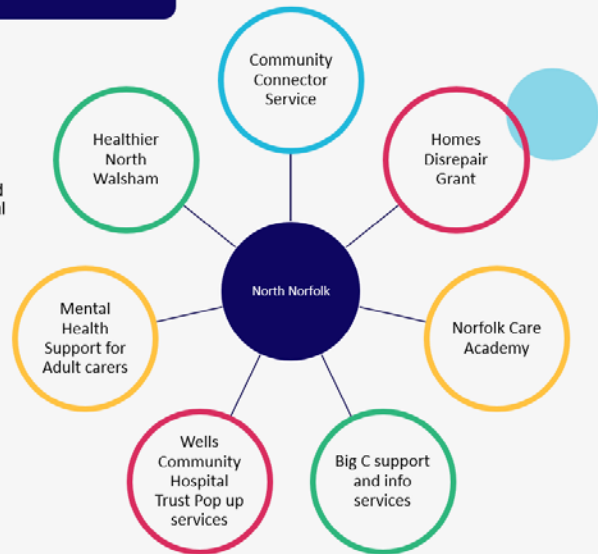 Community
Connector
Service
Healthier
North
Walsham
Homes
Disrepair
Grant
North Norfolk
Mental
Health
Support for
Adult carers
Norfolk Care
Academy
Wells
Community
Hospital
Trust Pop up
services
Big C support
and info
services